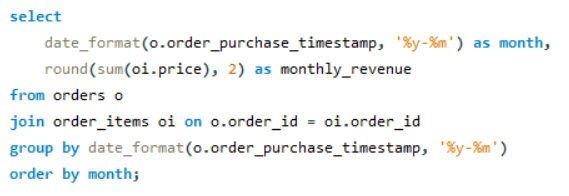 select
    date_format(o.order_purchase_timestamp, '%y-%m') as month,
    round(sum(oi.price), 2) as monthly_revenue
from orders o
join order_items oi on o.order_id = oi.order_id
group by date_format(o.order_purchase_timestamp, '%y-%m')
order by month;